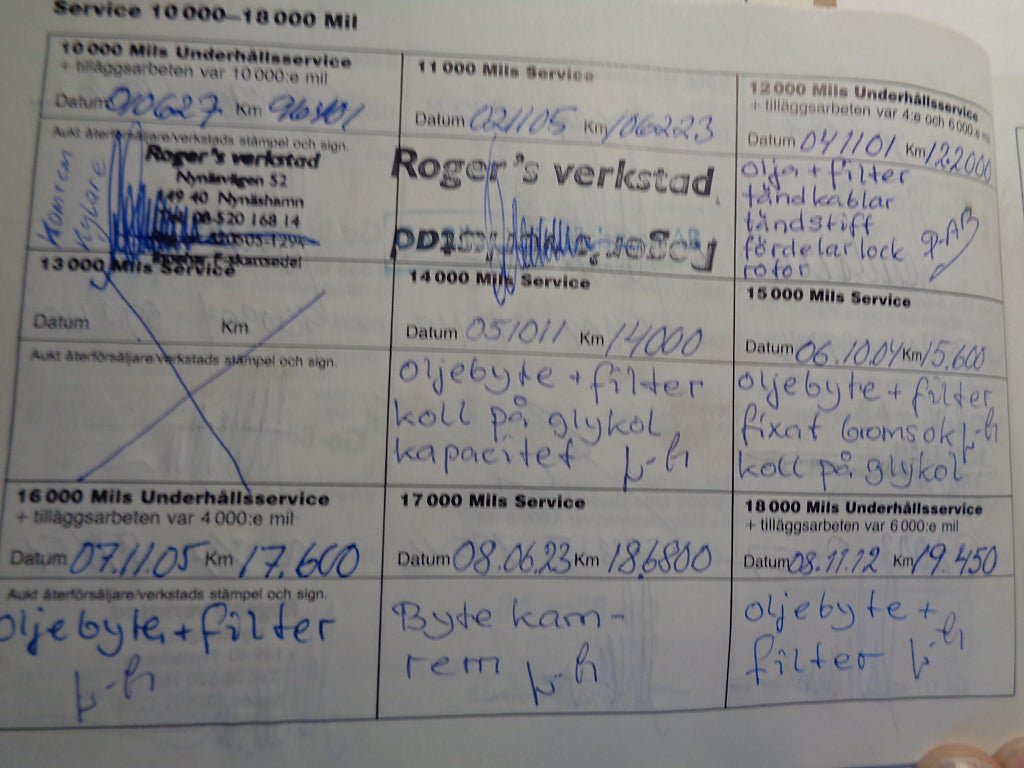 Service 10 000–18 000 Mil
10 000 Mils Underhållsservice
+ tilläggsarbeten var 10 000:e mil
Datum 010627 Km
Aukt återförsäljare/verkstads stämpel och sign.
Kamrem
Kylare
Roger's verkstad
Nynäsvägen 52
149 40 Nynäshamn
08-520 168 14
Innehar F-skattsedel
11 000 Mils Service
Datum 021105 Km 106223
Roger's verkstad
Roger's
12 000 Mils Underhållsservice
+ tilläggsarbeten var 4:e och 6 000:e mil
Datum 041101 Km 122000
olja + filter
tändkablar
tändstift
fördelarlock
rotor
13 000 Mils Service
Datum Km
Aukt återförsäljare/verkstads stämpel och sign.
14 000 Mils Service
Datum 051011 Km 14000
oljebyte + filter
koll på glykol
kapacitet
15 000 Mils Service
Datum 06.10.04 Km 15.600
oljebyte + filter
fixat bromsok
koll på glykol
16 000 Mils Underhållsservice
+ tilläggsarbeten var 4 000:e mil
Datum 07.11.05 Km 17.600
Aukt återförsäljare/verkstads stämpel och sign.
oljebyte + filter
17 000 Mils Service
Datum 08.06.23 Km 186800
Byte kam-
rem
18 000 Mils Underhållsservice
+ tilläggsarbeten var 6 000:e mil
Datum 08.11.12 Km 19.450
oljebyte +
filter